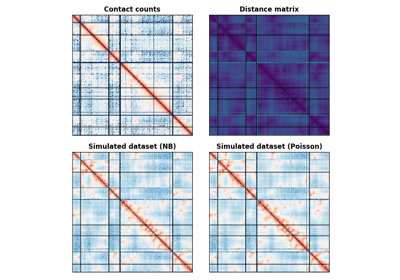 Contact counts
Distance matrix
Simulated dataset (NB)
Simulated dataset (Poisson)